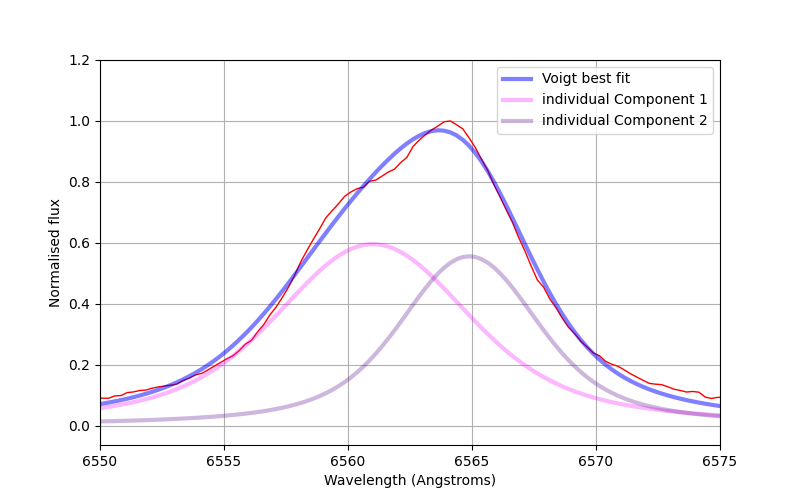 1.2
1.0
0.8
0.6
0.4
0.2
0.0
Normalised flux
Voigt best fit
individual Component 1
individual Component 2
6550 6555 6560 6565 6570 6575
Wavelength (Angstroms)